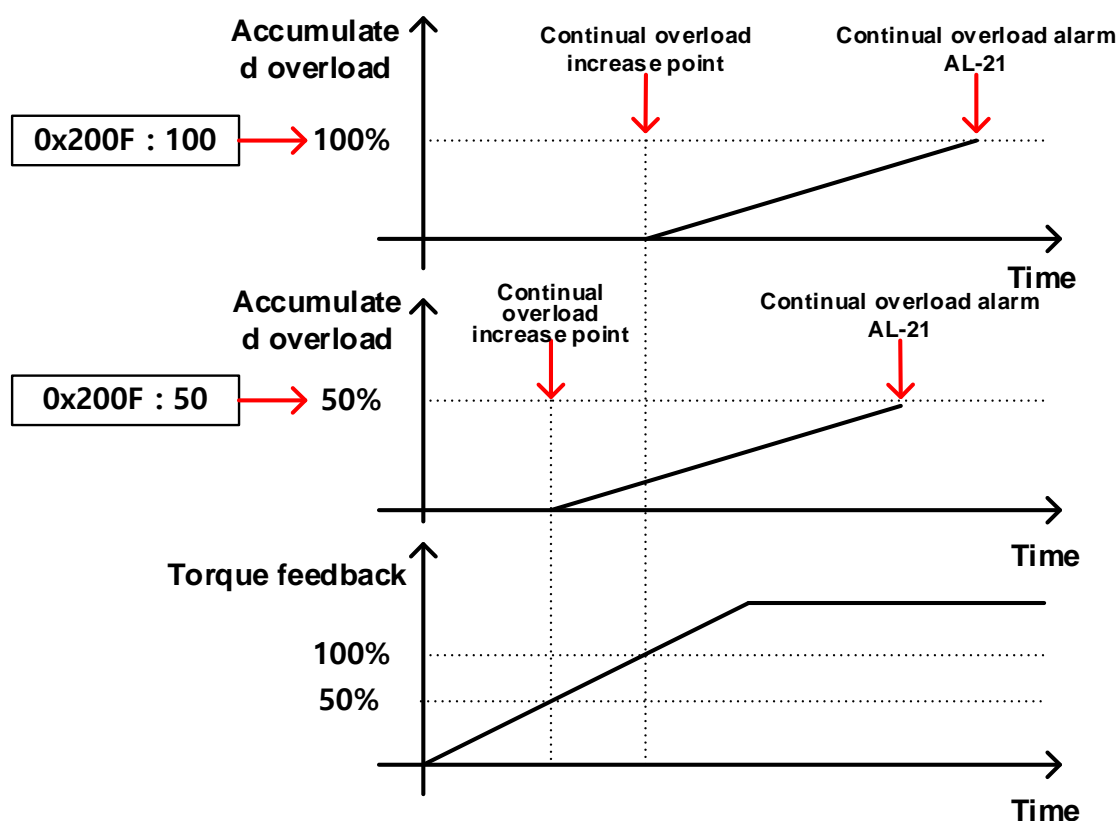 Accumulate
d overload
Continual overload
increase point
Continual overload alarm
AL-21
0x200F : 100
100%
Time
Accumulate
d overload
Continual
overload
increase point
Continual overload alarm
AL-21
0x200F : 50
50%
Time
Torque feedback
100%
50%
Time